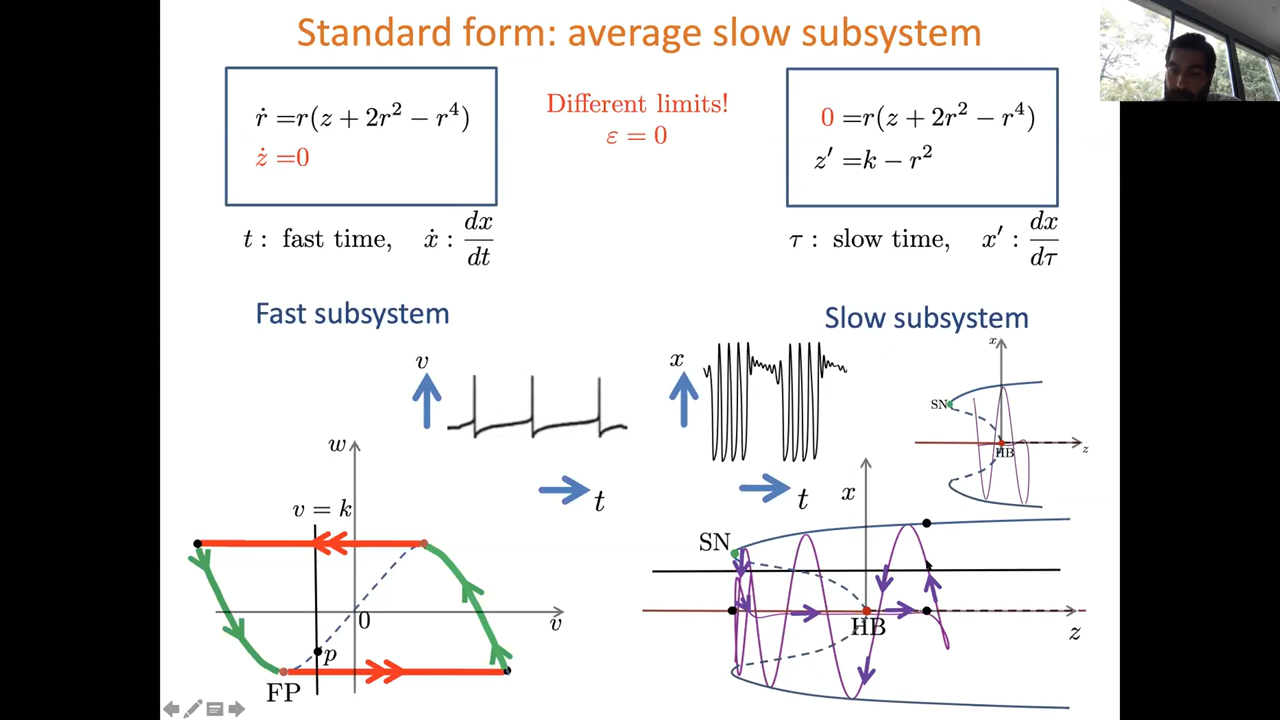 Standard form: average slow subsystem
ṙ =r(z + 2r² − r⁴)
ż =0
Different limits!
ε = 0
0 =r(z + 2r² − r⁴)
z′ =k − r²
t : fast time, ẋ : dx/dt
τ : slow time, x′ : dx/dτ
Fast subsystem
Slow subsystem
v
t
x
t
x
SN
HB
z
w
v = k
0
v
p
FP
x
SN
HB
z